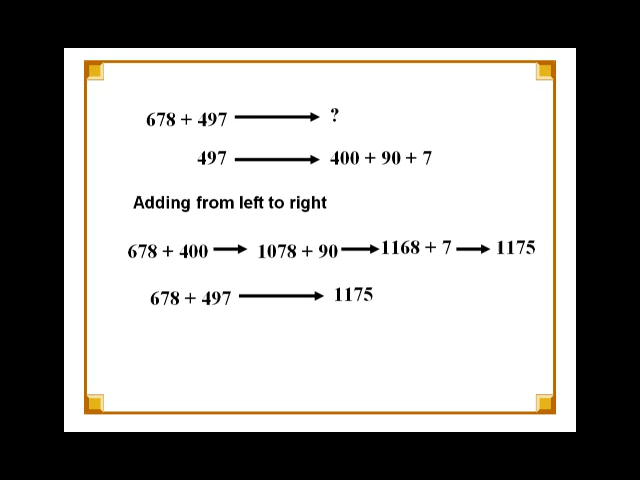 678 + 497 → ?
497 → 400 + 90 + 7
Adding from left to right
678 + 400 → 1078 + 90 → 1168 + 7 → 1175
678 + 497 → 1175